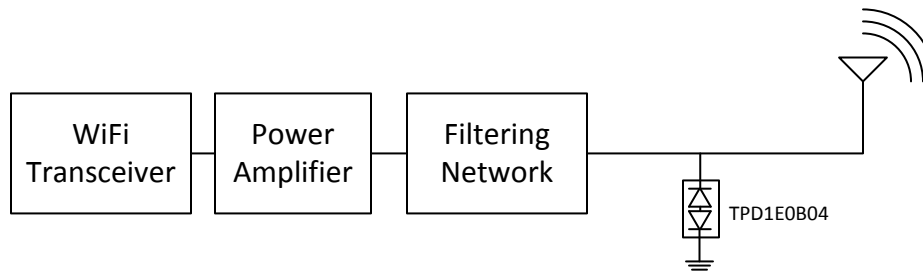 WiFi
Transceiver
Power
Amplifier
Filtering
Network
TPD1E0B04